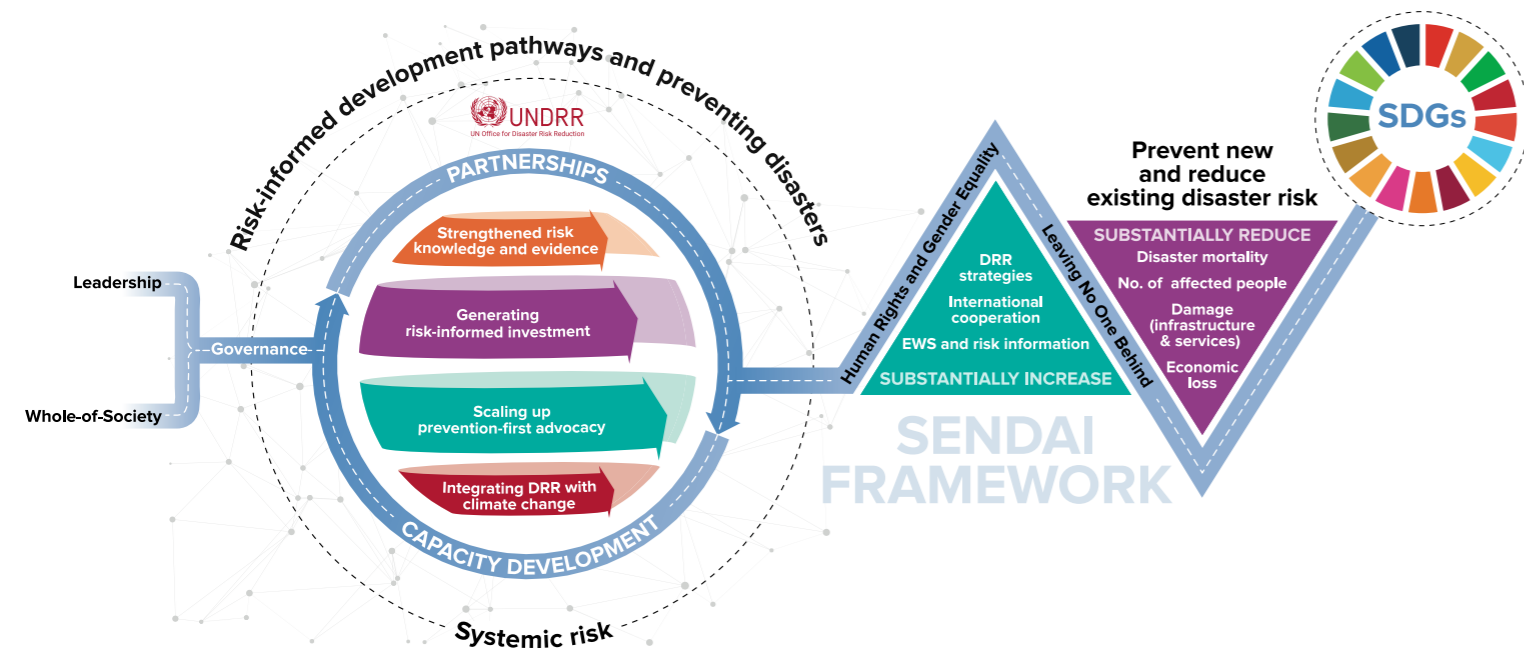 Risk-informed development pathways and preventing disasters
UNDRR
UN Office for Disaster Risk Reduction
PARTNERSHIPS
Strengthened risk
knowledge and evidence
Generating
risk-informed investment
Scaling up
prevention-first advocacy
Integrating DRR with
climate change
CAPACITY DEVELOPMENT
Systemic risk
Leadership
Governance
Whole-of-Society
Human Rights and Gender Equality
DRR
strategies
International
cooperation
EWS and risk information
SUBSTANTIALLY INCREASE
Leaving No One Behind
SENDAI
FRAMEWORK
Prevent new
and reduce
existing disaster risk
SUBSTANTIALLY REDUCE
Disaster mortality
No. of affected people
Damage
(infrastructure
& services)
Economic
loss
SDGs